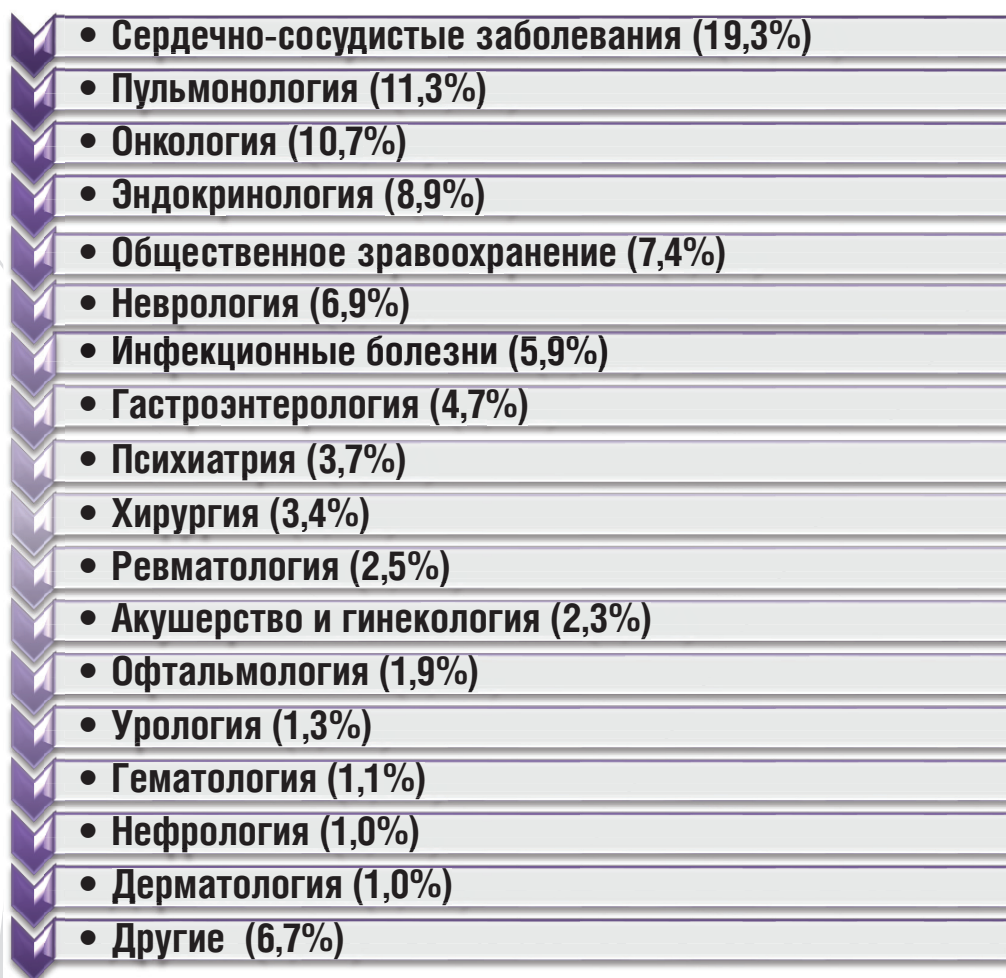 • Сердечно-сосудистые заболевания (19,3%)
• Пульмонология (11,3%)
• Онкология (10,7%)
• Эндокринология (8,9%)
• Общественное зравоохранение (7,4%)
• Неврология (6,9%)
• Инфекционные болезни (5,9%)
• Гастроэнтерология (4,7%)
• Психиатрия (3,7%)
• Хирургия (3,4%)
• Ревматология (2,5%)
• Акушерство и гинекология (2,3%)
• Офтальмология (1,9%)
• Урология (1,3%)
• Гематология (1,1%)
• Нефрология (1,0%)
• Дерматология (1,0%)
• Другие (6,7%)